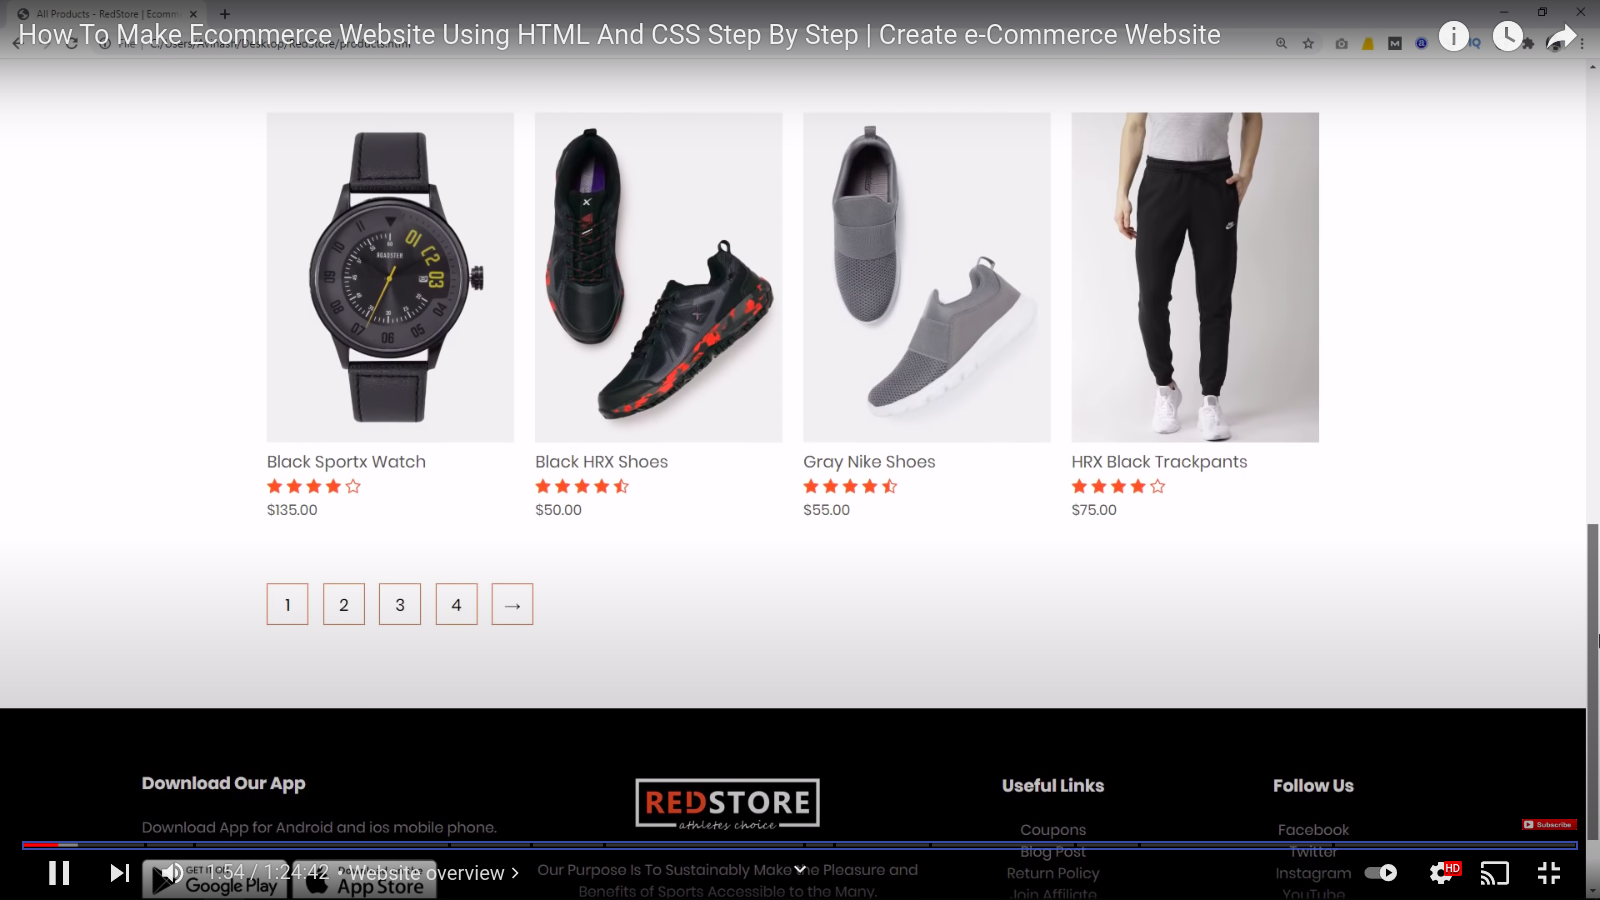 All Products - RedStore | Ecomm
How To Make Ecommerce Website Using HTML And CSS Step By Step | Create e-Commerce Website
ROADSTER
Black Sportx Watch
Black HRX Shoes
Gray Nike Shoes
HRX Black Trackpants
$135.00
$50.00
$55.00
$75.00
1 2 3 4 →
Download Our App
REDSTORE
athletes choice
Useful Links
Follow Us
Download App for Android and ios mobile phone.
Coupons
Facebook
Subscribe
Blog Post
Twitter
1:54 / 1:24:42 · Website overview
GET IT ON
Google Play
App Store
Our Purpose Is To Sustainably Make the Pleasure and
Benefits of Sports Accessible to the Many.
Return Policy
Instagram
HD
Join Affiliate
YouTube